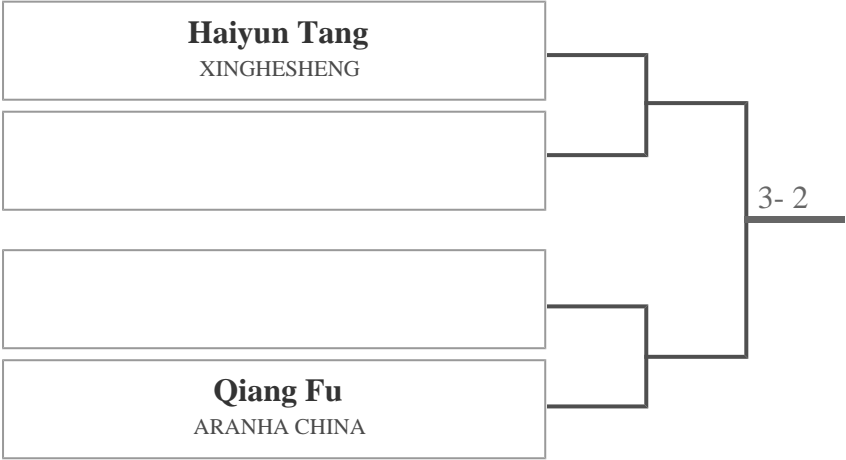 Haiyun Tang
XINGHESHENG
3- 2
Qiang Fu
ARANHA CHINA